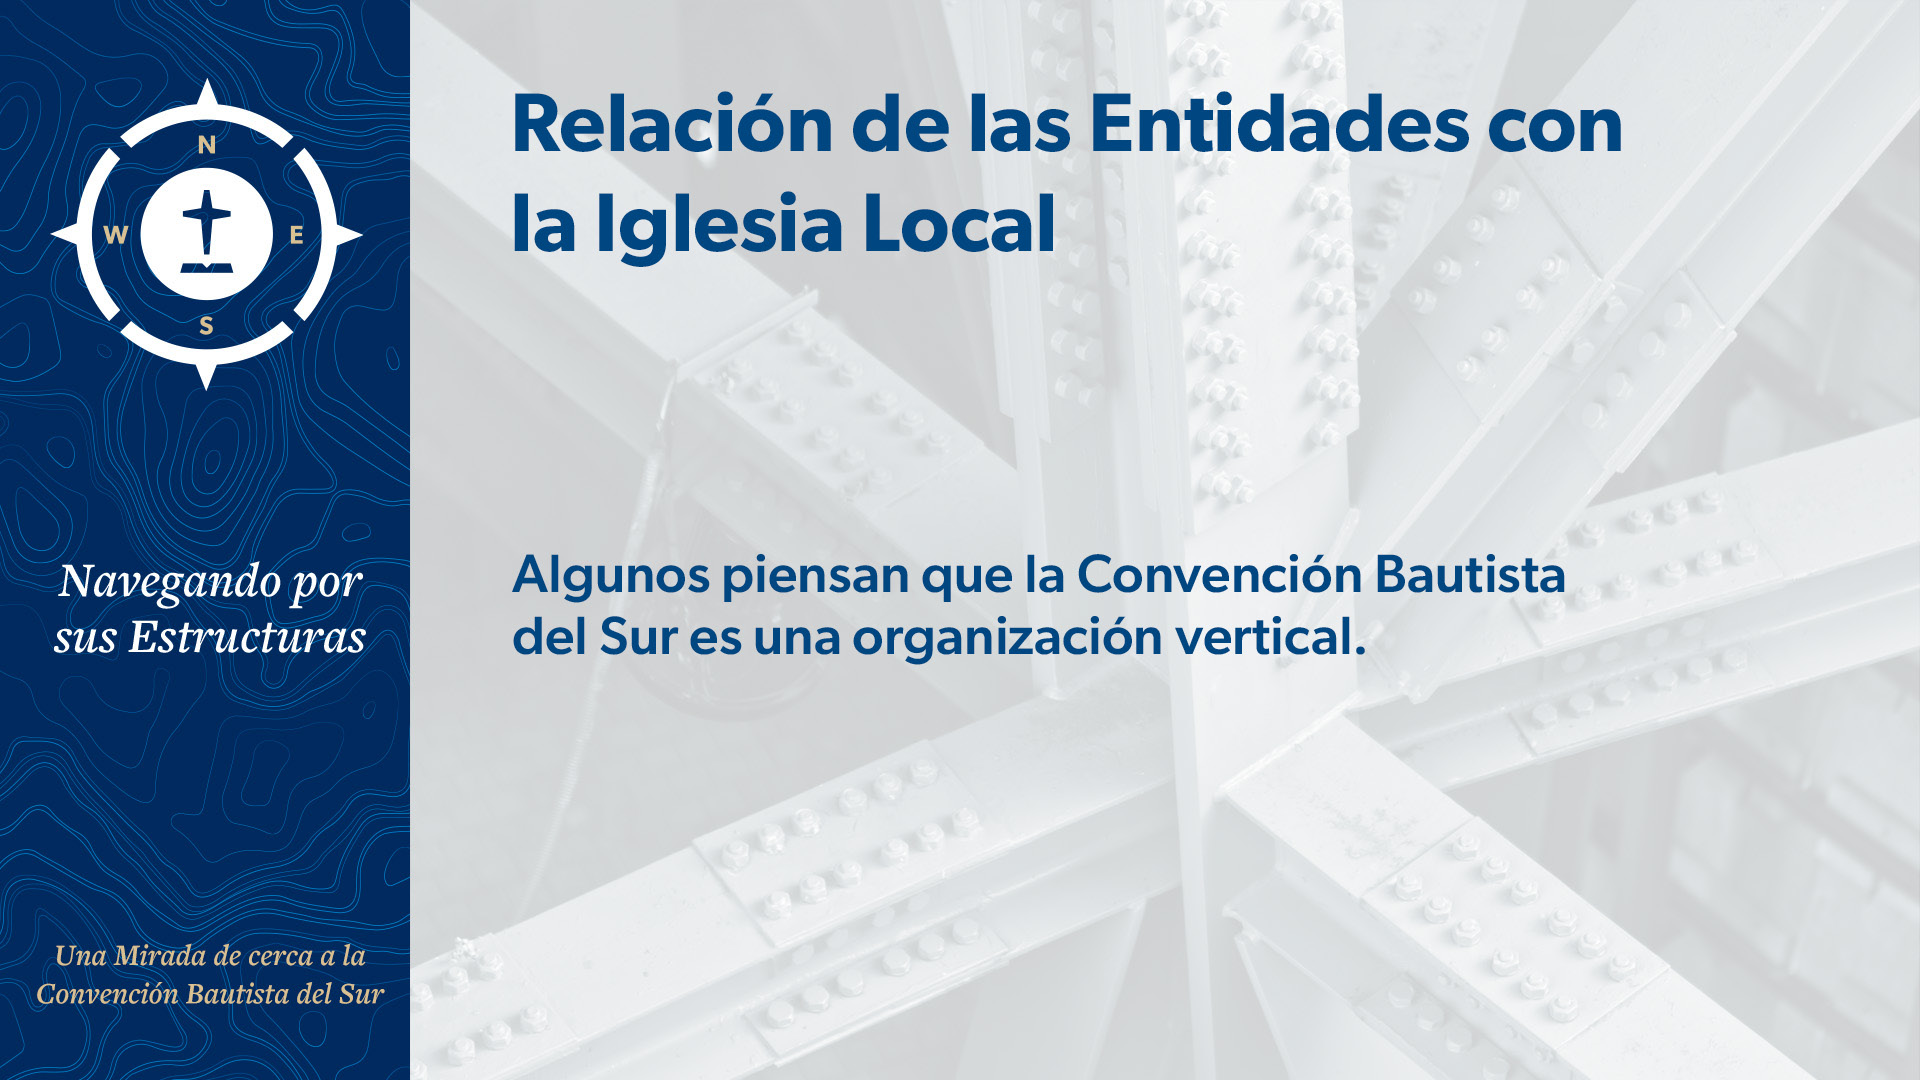 N
W
E
S
Navegando por
sus Estructuras
Una Mirada de cerca a la
Convención Bautista del Sur
Relación de las Entidades con
la Iglesia Local
Algunos piensan que la Convención Bautista
del Sur es una organización vertical.